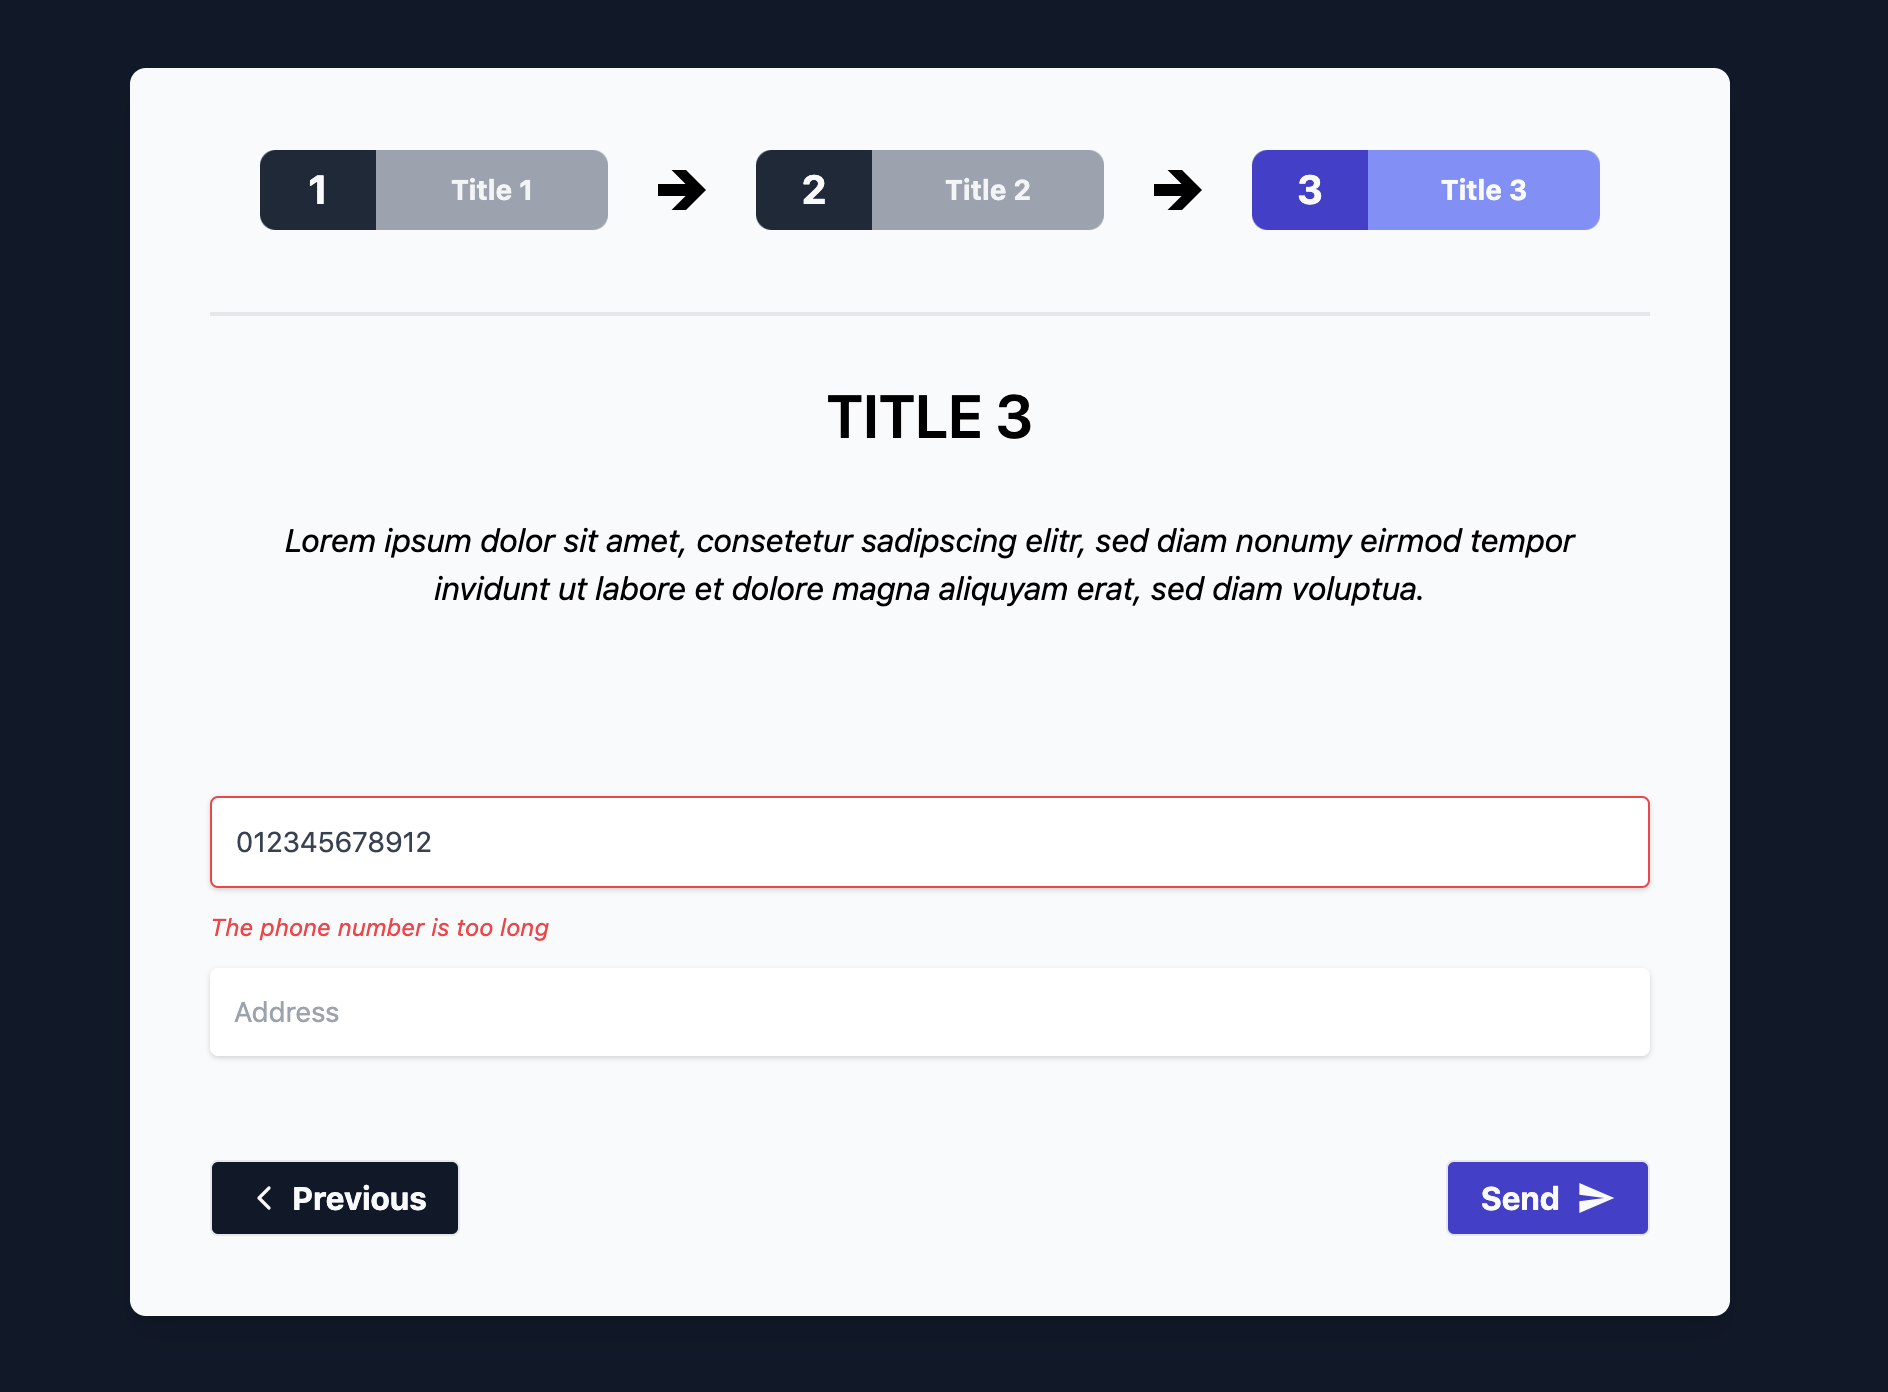 1 Title 1 2 Title 2 3 Title 3
TITLE 3
Lorem ipsum dolor sit amet, consetetur sadipscing elitr, sed diam nonumy eirmod tempor
invidunt ut labore et dolore magna aliquyam erat, sed diam voluptua.
012345678912
The phone number is too long
Address
Previous Send